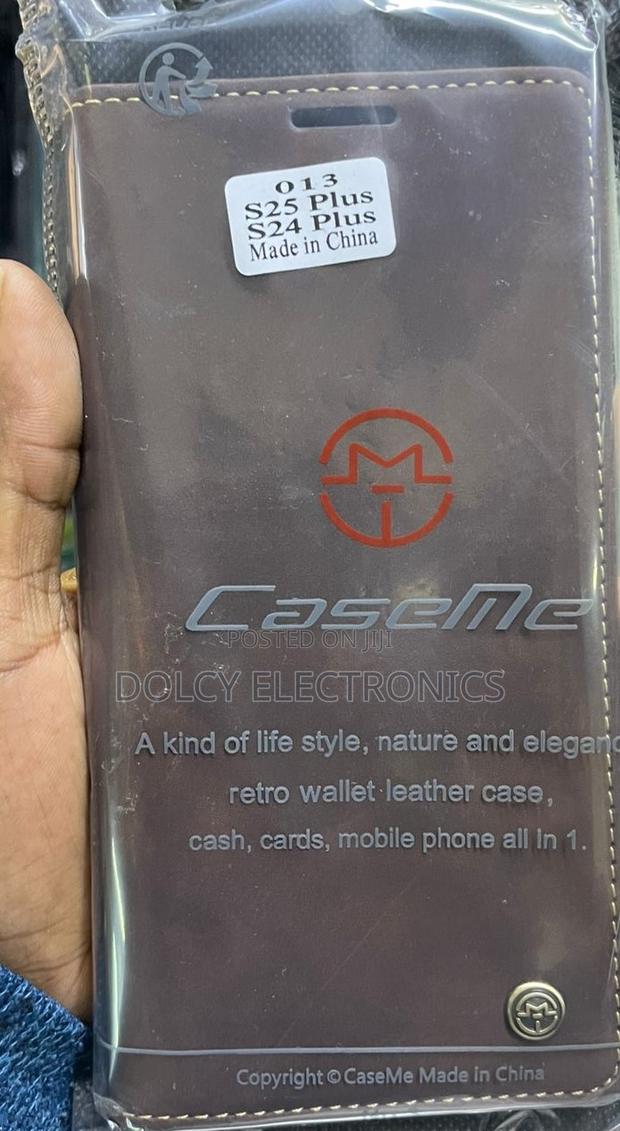 013
S25 Plus
S24 Plus
Made in China
CaseMe
POSTED ON JIJI
DOLCY ELECTRONICS
A kind of life style, nature and eleganc
retro wallet leather case,
cash, cards, mobile phone all in 1.
Copyright © CaseMe Made in China